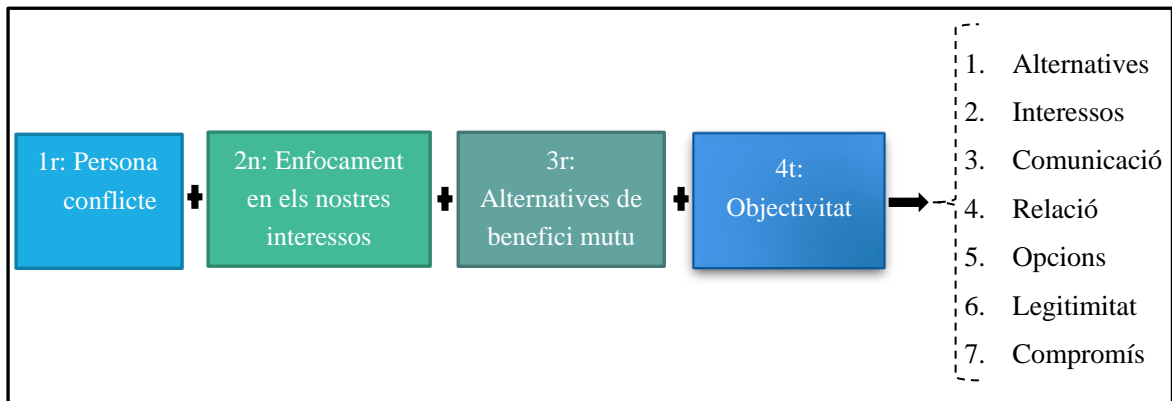 1r: Persona
conflicte
2n: Enfocament
en els nostres
interessos
3r:
Alternatives de
benefici mutu
4t:
Objectivitat
1. Alternatives
2. Interessos
3. Comunicació
4. Relació
5. Opcions
6. Legitimitat
7. Compromís